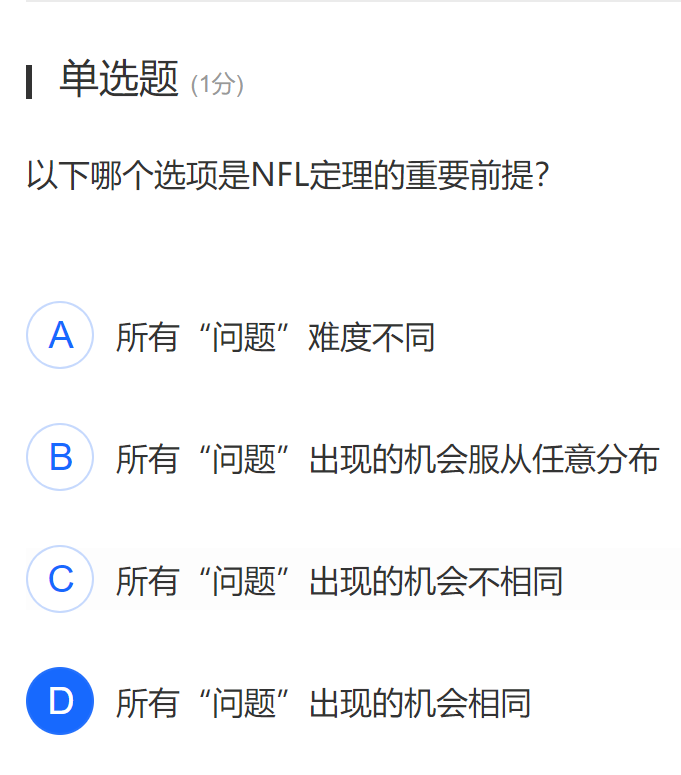 单选题 (1分)
以下哪个选项是NFL定理的重要前提?
A 所有“问题”难度不同
B 所有“问题”出现的机会服从任意分布
C 所有“问题”出现的机会不相同
D 所有“问题”出现的机会相同